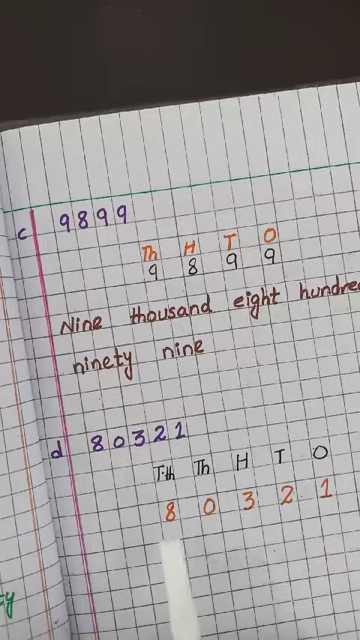 c 9899
Th H T O
9 8 9 9
Nine thousand eight hundred
ninety nine
d 80321
T.th Th H T O
8 0 3 2 1